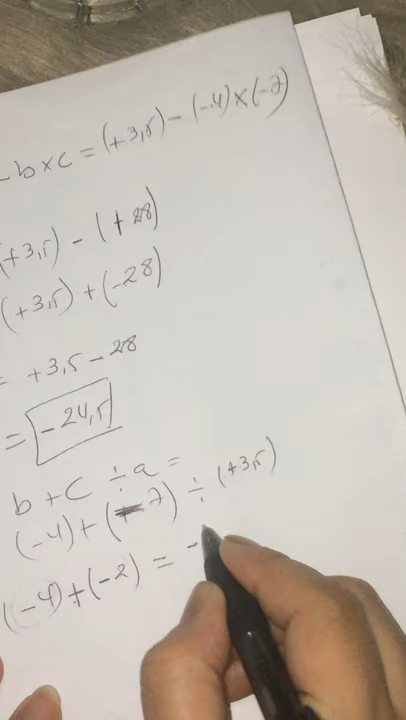 - b × c = (+3,5) - (-4) × (-7)
(+3,5) - (+28)
(+3,5) + (-28)
= +3,5 - 28
= -24,5
b + c ÷ a =
(-4) + (-7) ÷ (+3,5)
(-4) + (-2) = -